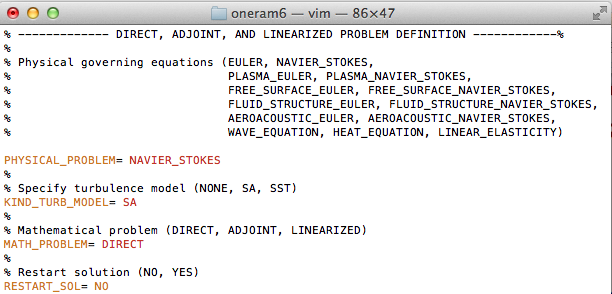 oneram6 — vim — 86×47
% -------------- DIRECT, ADJOINT, AND LINEARIZED PROBLEM DEFINITION ------------%
%
% Physical governing equations (EULER, NAVIER_STOKES,
%                               PLASMA_EULER, PLASMA_NAVIER_STOKES,
%                               FREE_SURFACE_EULER, FREE_SURFACE_NAVIER_STOKES,
%                               FLUID_STRUCTURE_EULER, FLUID_STRUCTURE_NAVIER_STOKES,
%                               AEROACOUSTIC_EULER, AEROACOUSTIC_NAVIER_STOKES,
%                               WAVE_EQUATION, HEAT_EQUATION, LINEAR_ELASTICITY)
PHYSICAL_PROBLEM= NAVIER_STOKES
%
% Specify turbulence model (NONE, SA, SST)
KIND_TURB_MODEL= SA
%
% Mathematical problem (DIRECT, ADJOINT, LINEARIZED)
MATH_PROBLEM= DIRECT
%
% Restart solution (NO, YES)
RESTART_SOL= NO